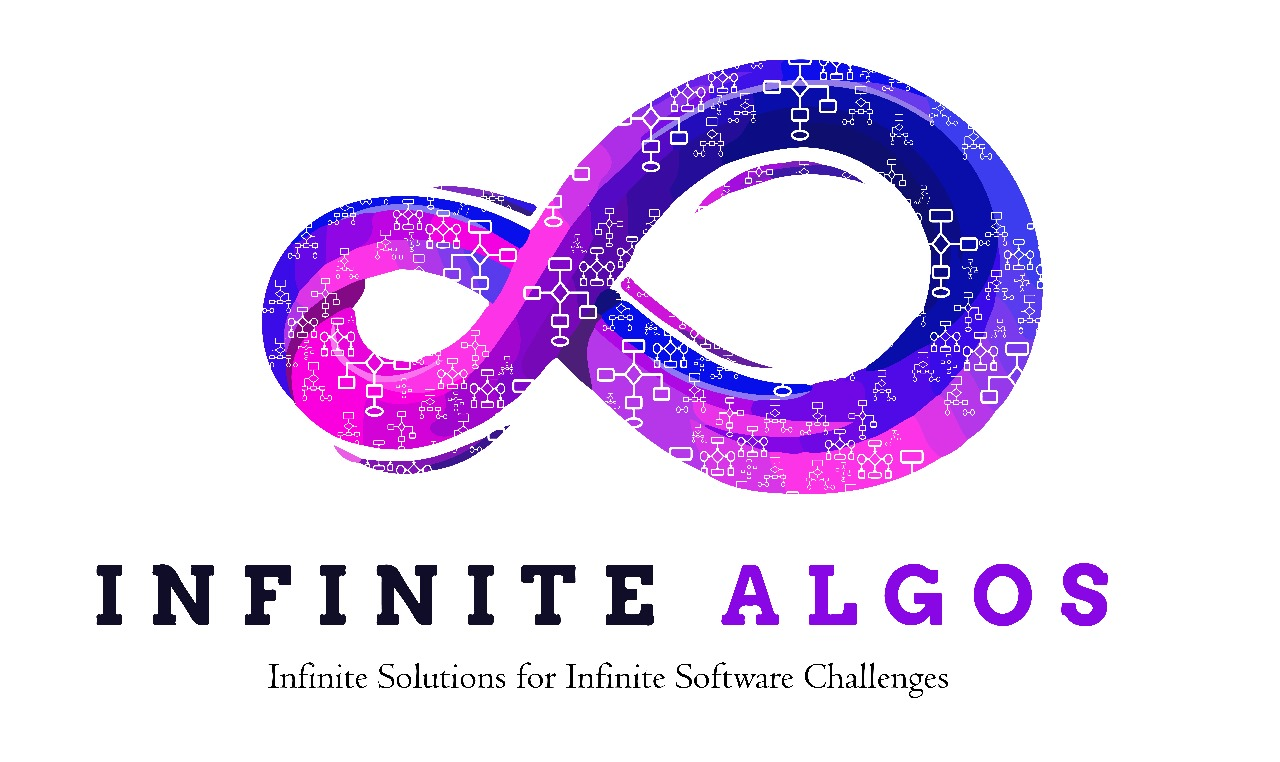 INFINITE ALGOS
Infinite Solutions for Infinite Software Challenges